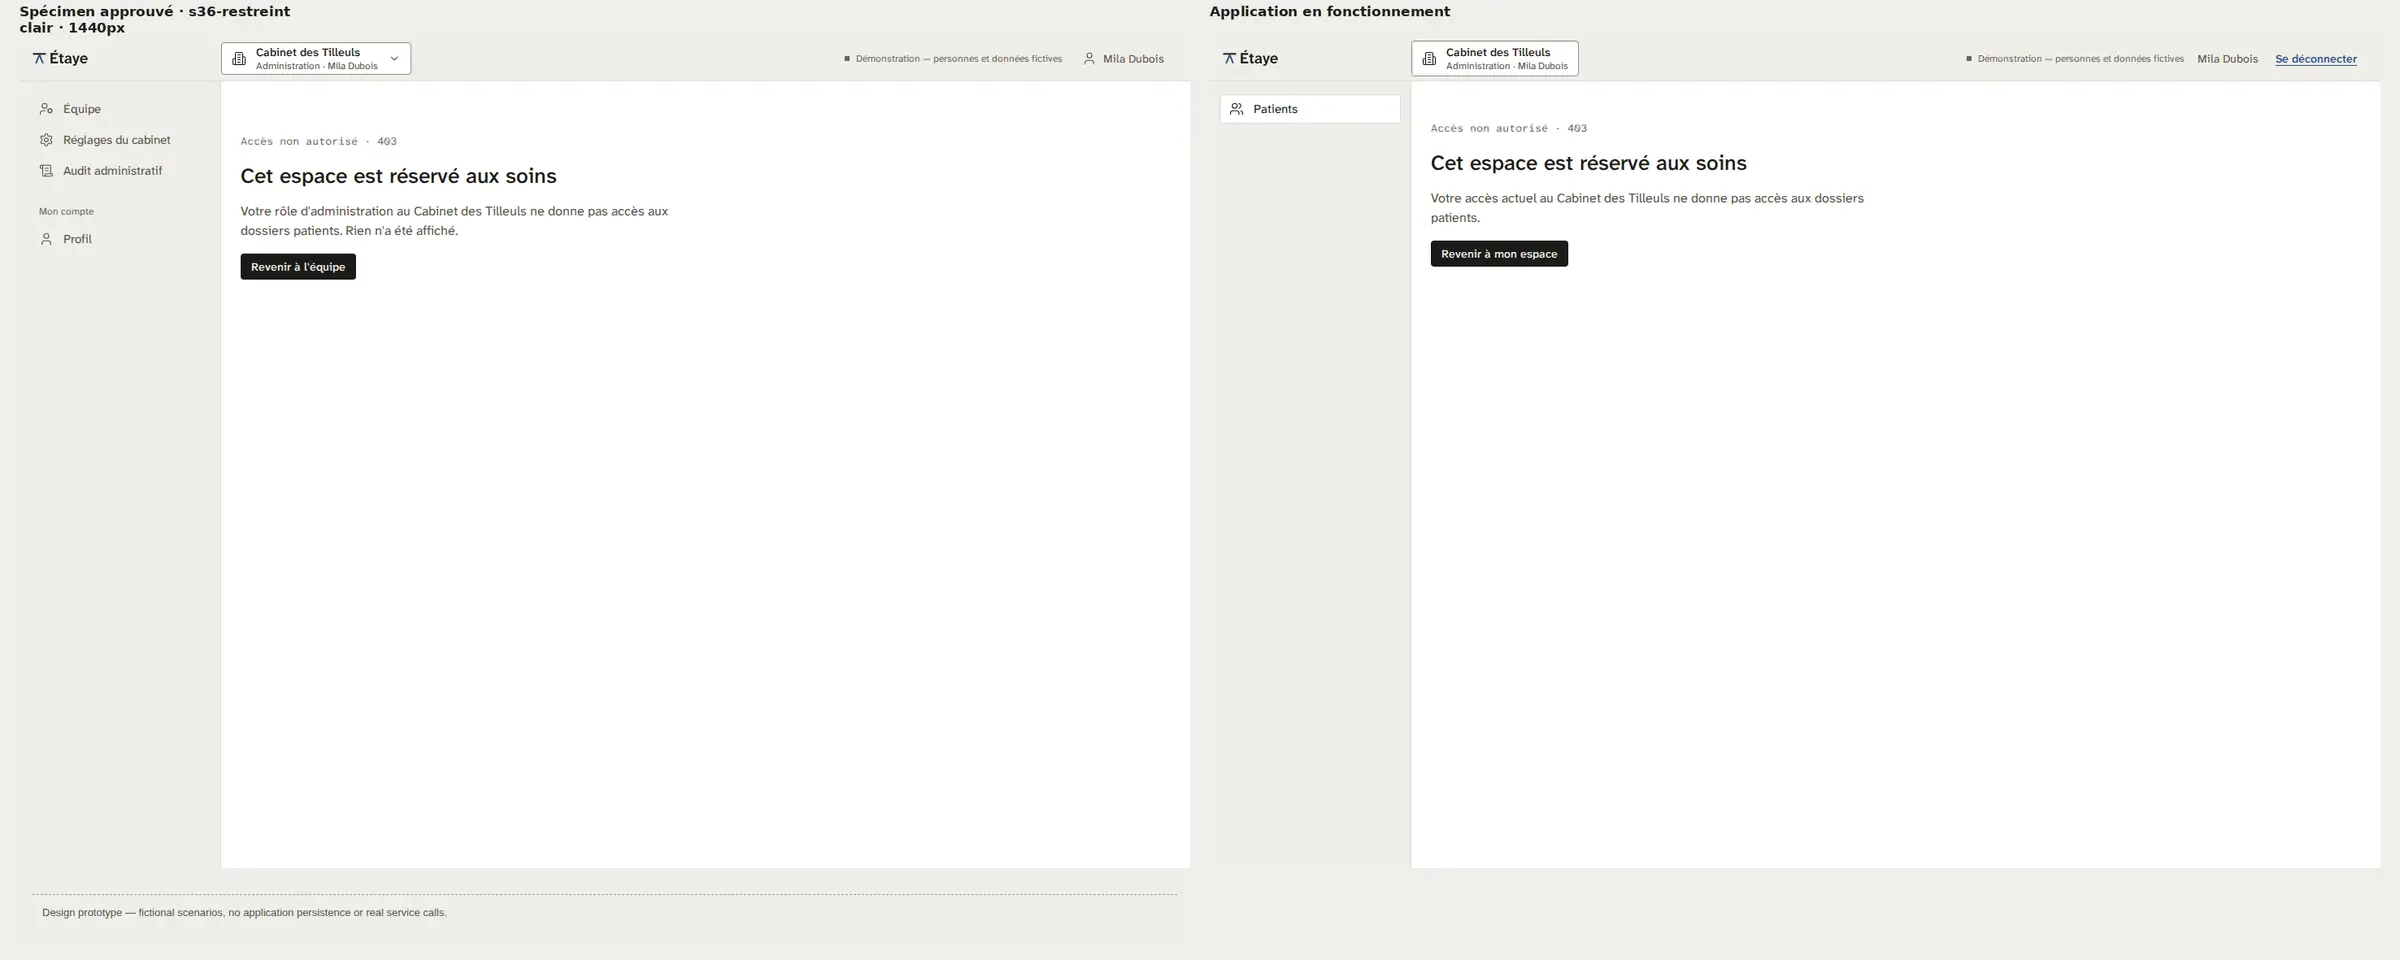 Spécimen approuvé · s36-restreint
clair · 1440px
Étaye
Cabinet des Tilleuls
Administration · Mila Dubois
Démonstration — personnes et données fictives
Mila Dubois
Équipe
Réglages du cabinet
Audit administratif
Mon compte
Profil
Accès non autorisé · 403
Cet espace est réservé aux soins
Votre rôle d'administration au Cabinet des Tilleuls ne donne pas accès aux
dossiers patients. Rien n'a été affiché.
Revenir à l'équipe
Design prototype — fictional scenarios, no application persistence or real service calls.
Application en fonctionnement
Étaye
Cabinet des Tilleuls
Administration · Mila Dubois
Démonstration — personnes et données fictives
Mila Dubois
Se déconnecter
Patients
Accès non autorisé · 403
Cet espace est réservé aux soins
Votre accès actuel au Cabinet des Tilleuls ne donne pas accès aux dossiers
patients.
Revenir à mon espace